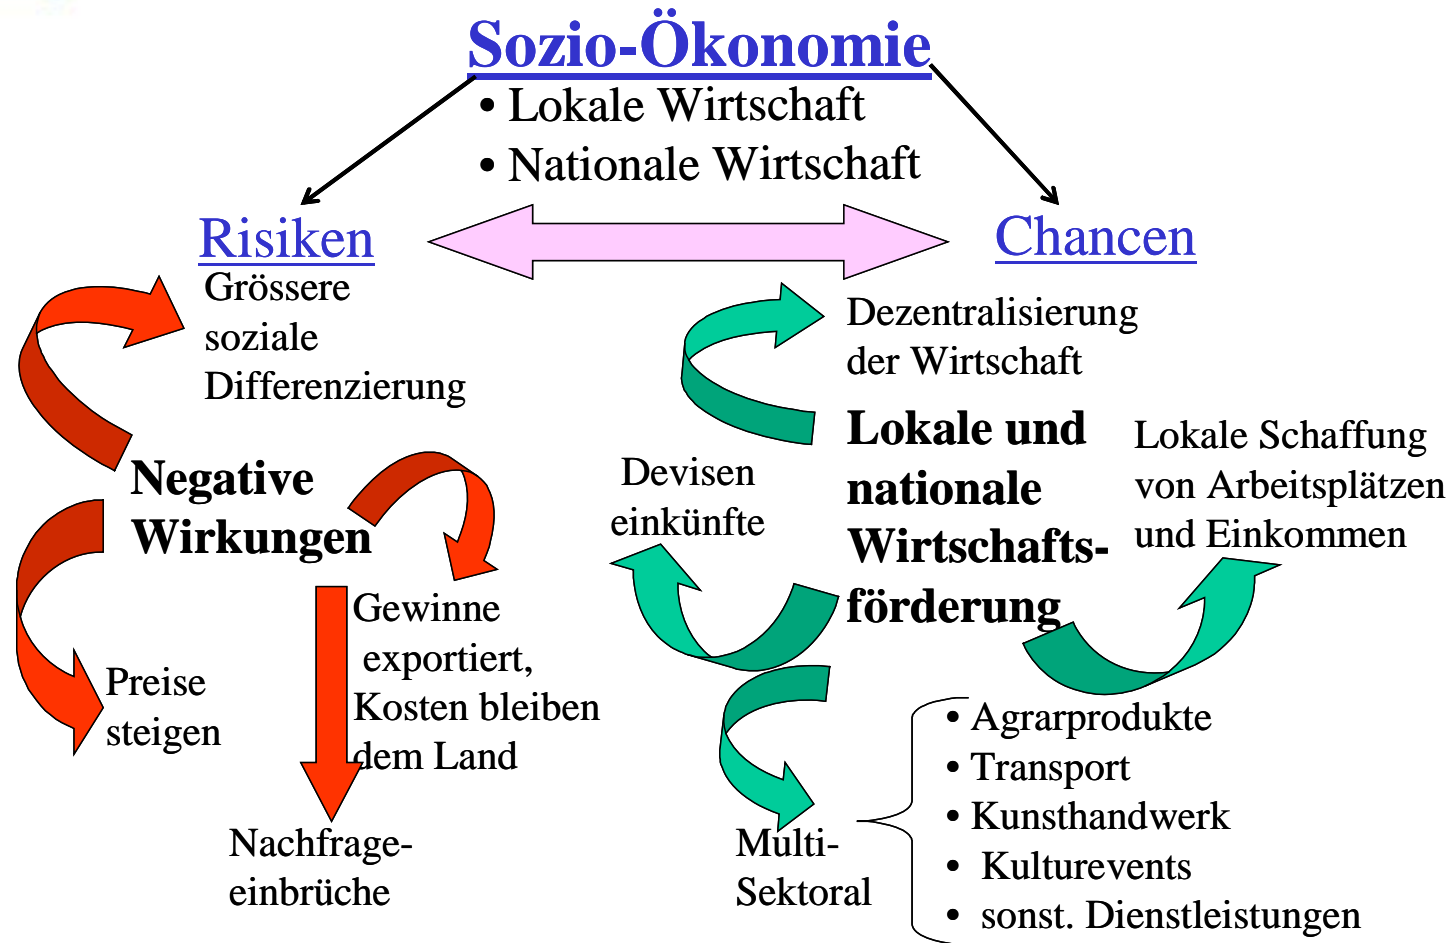 Sozio-Ökonomie
• Lokale Wirtschaft
• Nationale Wirtschaft
Risiken
Chancen
Grössere
soziale
Differenzierung
Negative
Wirkungen
Preise
steigen
Gewinne
exportiert,
Kosten bleiben
dem Land
Nachfrage-
einbrüche
Dezentralisierung
der Wirtschaft
Lokale und
nationale
Wirtschafts-
förderung
Devisen
einkünfte
Lokale Schaffung
von Arbeitsplätzen
und Einkommen
Multi-
Sektoral
• Agrarprodukte
• Transport
• Kunsthandwerk
• Kulturevents
• sonst. Dienstleistungen